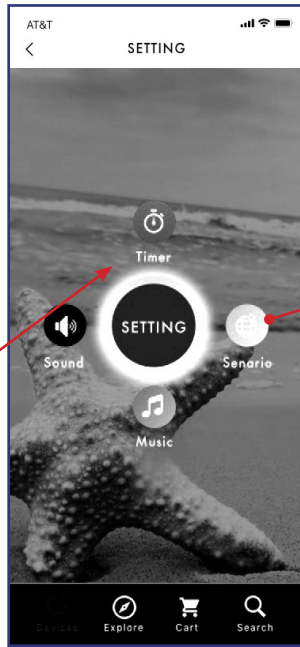 AT&T
SETTING
Timer
SETTING
Sound
Senario
Music
Devices
Explore
Cart
Search